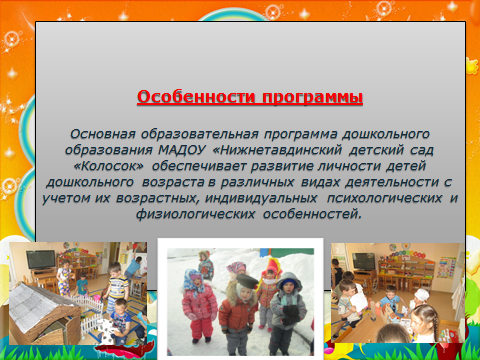 Особенности программы
Основная образовательная программа дошкольного
образования МАДОУ «Нижнетавдинский детский сад
«Колосок» обеспечивает развитие личности детей
дошкольного возраста в различных видах деятельности с
учетом их возрастных, индивидуальных психологических и
физиологических особенностей.